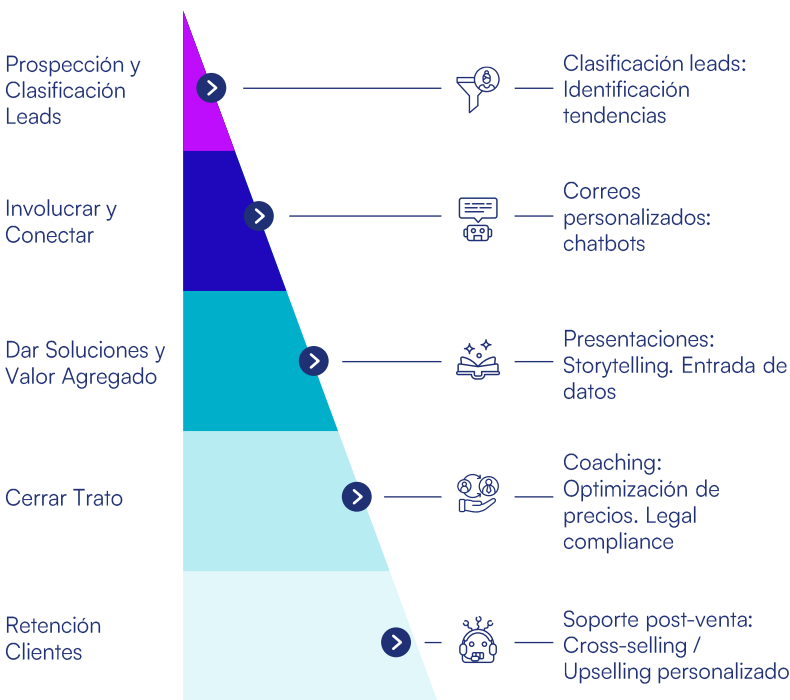 Prospección y
Clasificación
Leads
Clasificación leads:
Identificación
tendencias
Involucrar y
Conectar
Correos
personalizados:
chatbots
Dar Soluciones y
Valor Agregado
Presentaciones:
Storytelling. Entrada de
datos
Cerrar Trato
Coaching:
Optimización de
precios. Legal
compliance
Retención
Clientes
Soporte post-venta:
Cross-selling /
Upselling personalizado